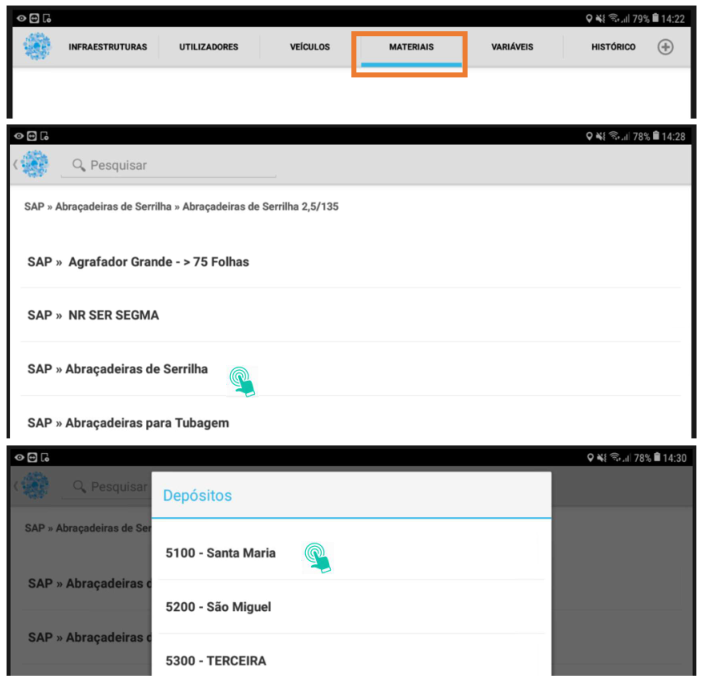 79% 14:22
INFRAESTRUTURAS UTILIZADORES VEÍCULOS MATERIAIS VARIÁVEIS HISTÓRICO
78% 14:28
Pesquisar
SAP » Abraçadeiras de Serrilha » Abraçadeiras de Serrilha 2,5/135
SAP » Agrafador Grande - > 75 Folhas
SAP » NR SER SEGMA
SAP » Abraçadeiras de Serrilha
SAP » Abraçadeiras para Tubagem
78% 14:30
Pesquisar
Depósitos
SAP » Abraçadeiras de Ser
5100 - Santa Maria
SAP » Abraçadeiras d
5200 - São Miguel
SAP » Abraçadeiras d
5300 - TERCEIRA